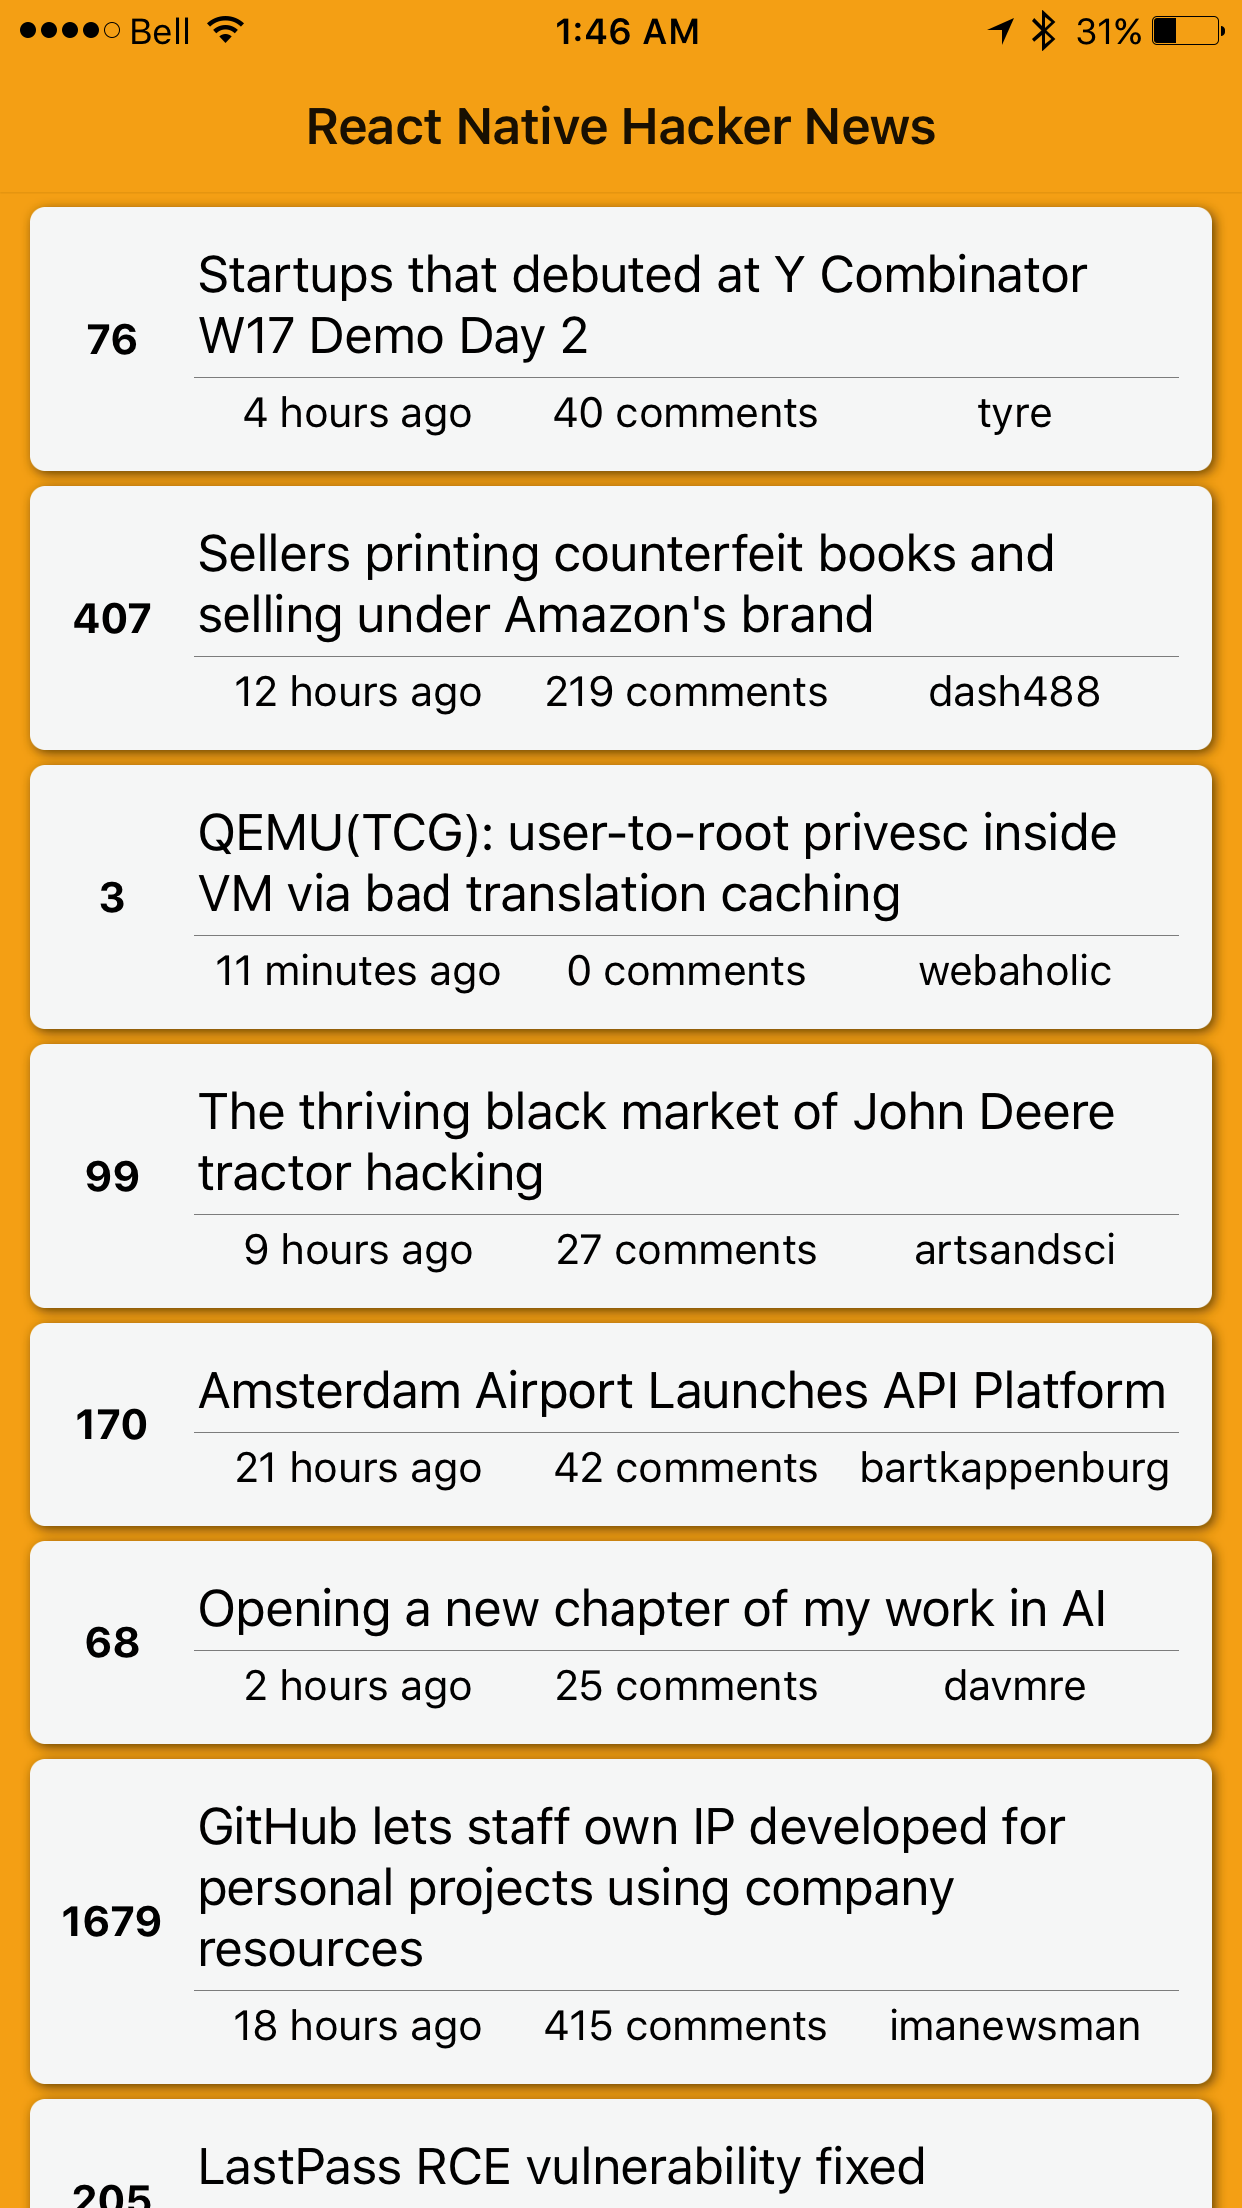 Bell 1:46 AM 31%
React Native Hacker News
Startups that debuted at Y Combinator
W17 Demo Day 2
76
4 hours ago 40 comments tyre
Sellers printing counterfeit books and
selling under Amazon's brand
407
12 hours ago 219 comments dash488
QEMU(TCG): user-to-root privesc inside
VM via bad translation caching
3
11 minutes ago 0 comments webaholic
The thriving black market of John Deere
tractor hacking
99
9 hours ago 27 comments artsandsci
Amsterdam Airport Launches API Platform
170
21 hours ago 42 comments bartkappenburg
Opening a new chapter of my work in AI
68
2 hours ago 25 comments davmre
GitHub lets staff own IP developed for
personal projects using company
resources
1679
18 hours ago 415 comments imanewsman
LastPass RCE vulnerability fixed
205